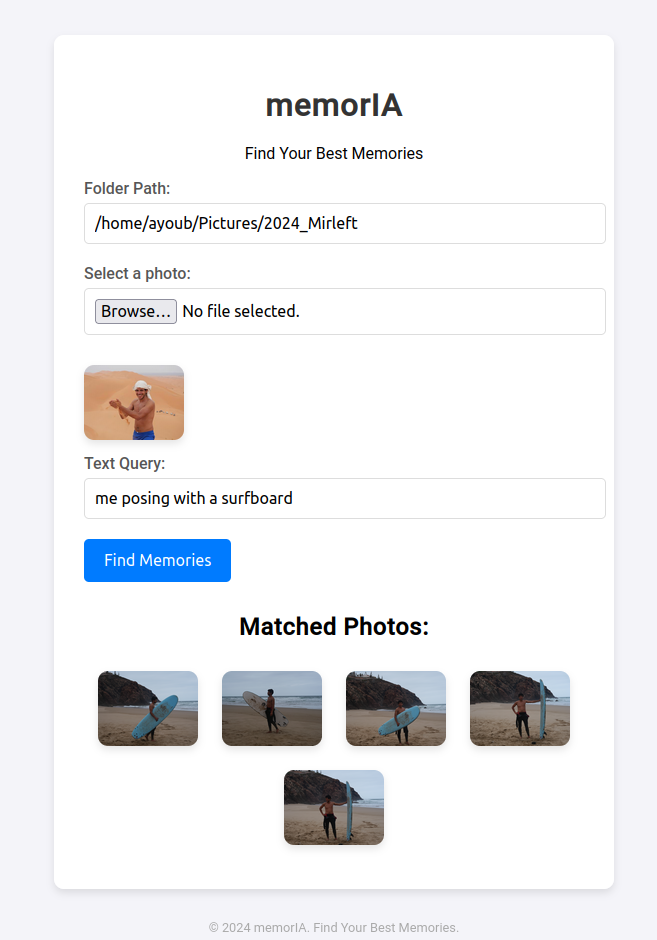 memorIA
Find Your Best Memories
Folder Path:
/home/ayoub/Pictures/2024_Mirleft
Select a photo:
Browse... No file selected.
Text Query:
me posing with a surfboard
Find Memories
Matched Photos:
© 2024 memorIA. Find Your Best Memories.